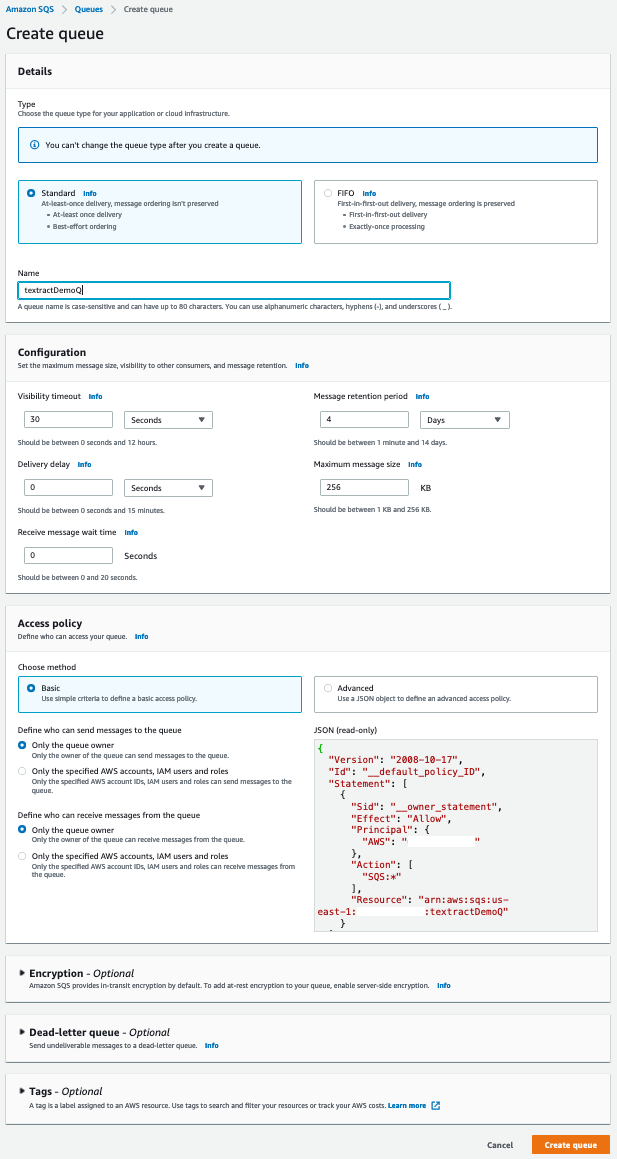 Amazon SQS > Queues > Create queue
Create queue
Details
Type
Choose the queue type for your application or cloud infrastructure.
You can't change the queue type after you create a queue.
Standard Info
At-least-once delivery, message ordering isn't preserved
• At-least once delivery
• Best-effort ordering
FIFO Info
First-in-first-out delivery, message ordering is preserved
• First-in-first-out delivery
• Exactly-once processing
Name
textractDemoQ
A queue name is case-sensitive and can have up to 80 characters. You can use alphanumeric characters, hyphens (-), and underscores ( _ ).
Configuration
Set the maximum message size, visibility to other consumers, and message retention. Info
Visibility timeout Info
30 Seconds
Should be between 0 seconds and 12 hours.
Message retention period Info
4 Days
Should be between 1 minute and 14 days.
Delivery delay Info
0 Seconds
Should be between 0 seconds and 15 minutes.
Maximum message size Info
256 KB
Should be between 1 KB and 256 KB.
Receive message wait time Info
0 Seconds
Should be between 0 and 20 seconds.
Access policy
Define who can access your queue. Info
Choose method
Basic
Use simple criteria to define a basic access policy.
Advanced
Use a JSON object to define an advanced access policy.
Define who can send messages to the queue
Only the queue owner
Only the owner of the queue can send messages to the queue.
Only the specified AWS accounts, IAM users and roles
Only the specified AWS account IDs, IAM users and roles can send messages to the
queue.
Define who can receive messages from the queue
Only the queue owner
Only the owner of the queue can receive messages from the queue.
Only the specified AWS accounts, IAM users and roles
Only the specified AWS account IDs, IAM users and roles can receive messages from
the queue.
JSON (read-only)
{
"Version": "2008-10-17",
"Id": "__default_policy_ID",
"Statement": [
{
"Sid": "__owner_statement",
"Effect": "Allow",
"Principal": {
"AWS": " "
},
"Action": [
"SQS:*"
],
"Resource": "arn:aws:sqs:us-
east-1: :textractDemoQ"
}
Encryption - Optional
Amazon SQS provides in-transit encryption by default. To add at-rest encryption to your queue, enable server-side encryption. Info
Dead-letter queue - Optional
Send undeliverable messages to a dead-letter queue. Info
Tags - Optional
A tag is a label assigned to an AWS resource. Use tags to search and filter your resources or track your AWS costs. Learn more
Cancel Create queue